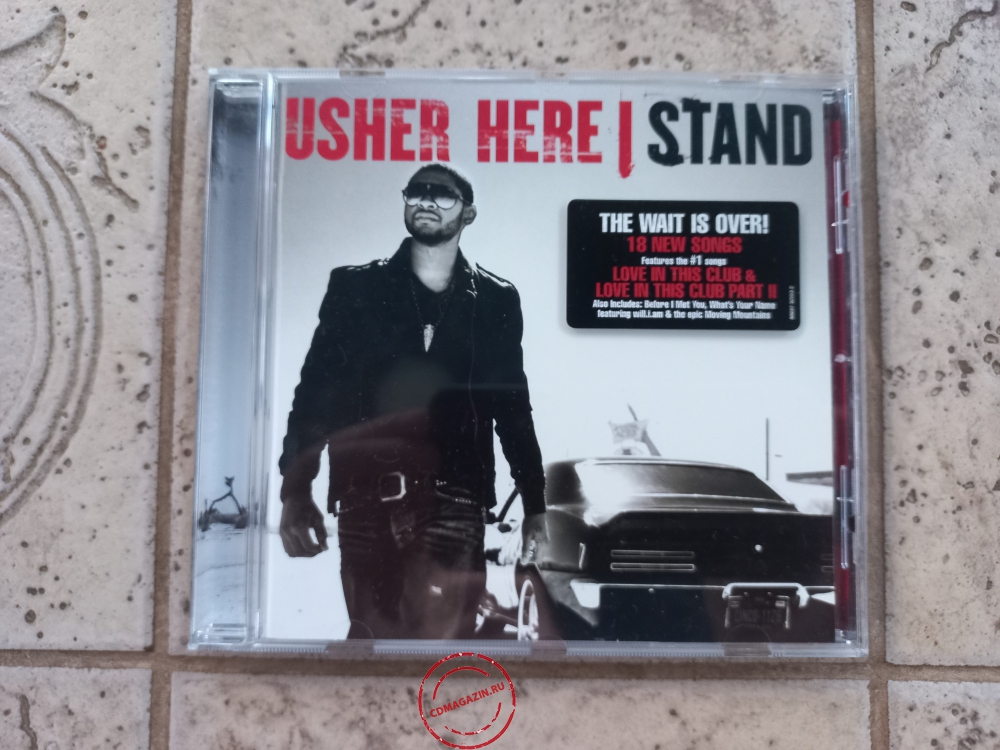 USHER HERE I STAND
THE WAIT IS OVER!
18 NEW SONGS
Features the #1 songs
LOVE IN THIS CLUB &
LOVE IN THIS CLUB PART II
Also Includes: Before I Met You, What's Your Name
featuring will.i.am & the epic Moving Mountains
CDMAGAZIN.RU